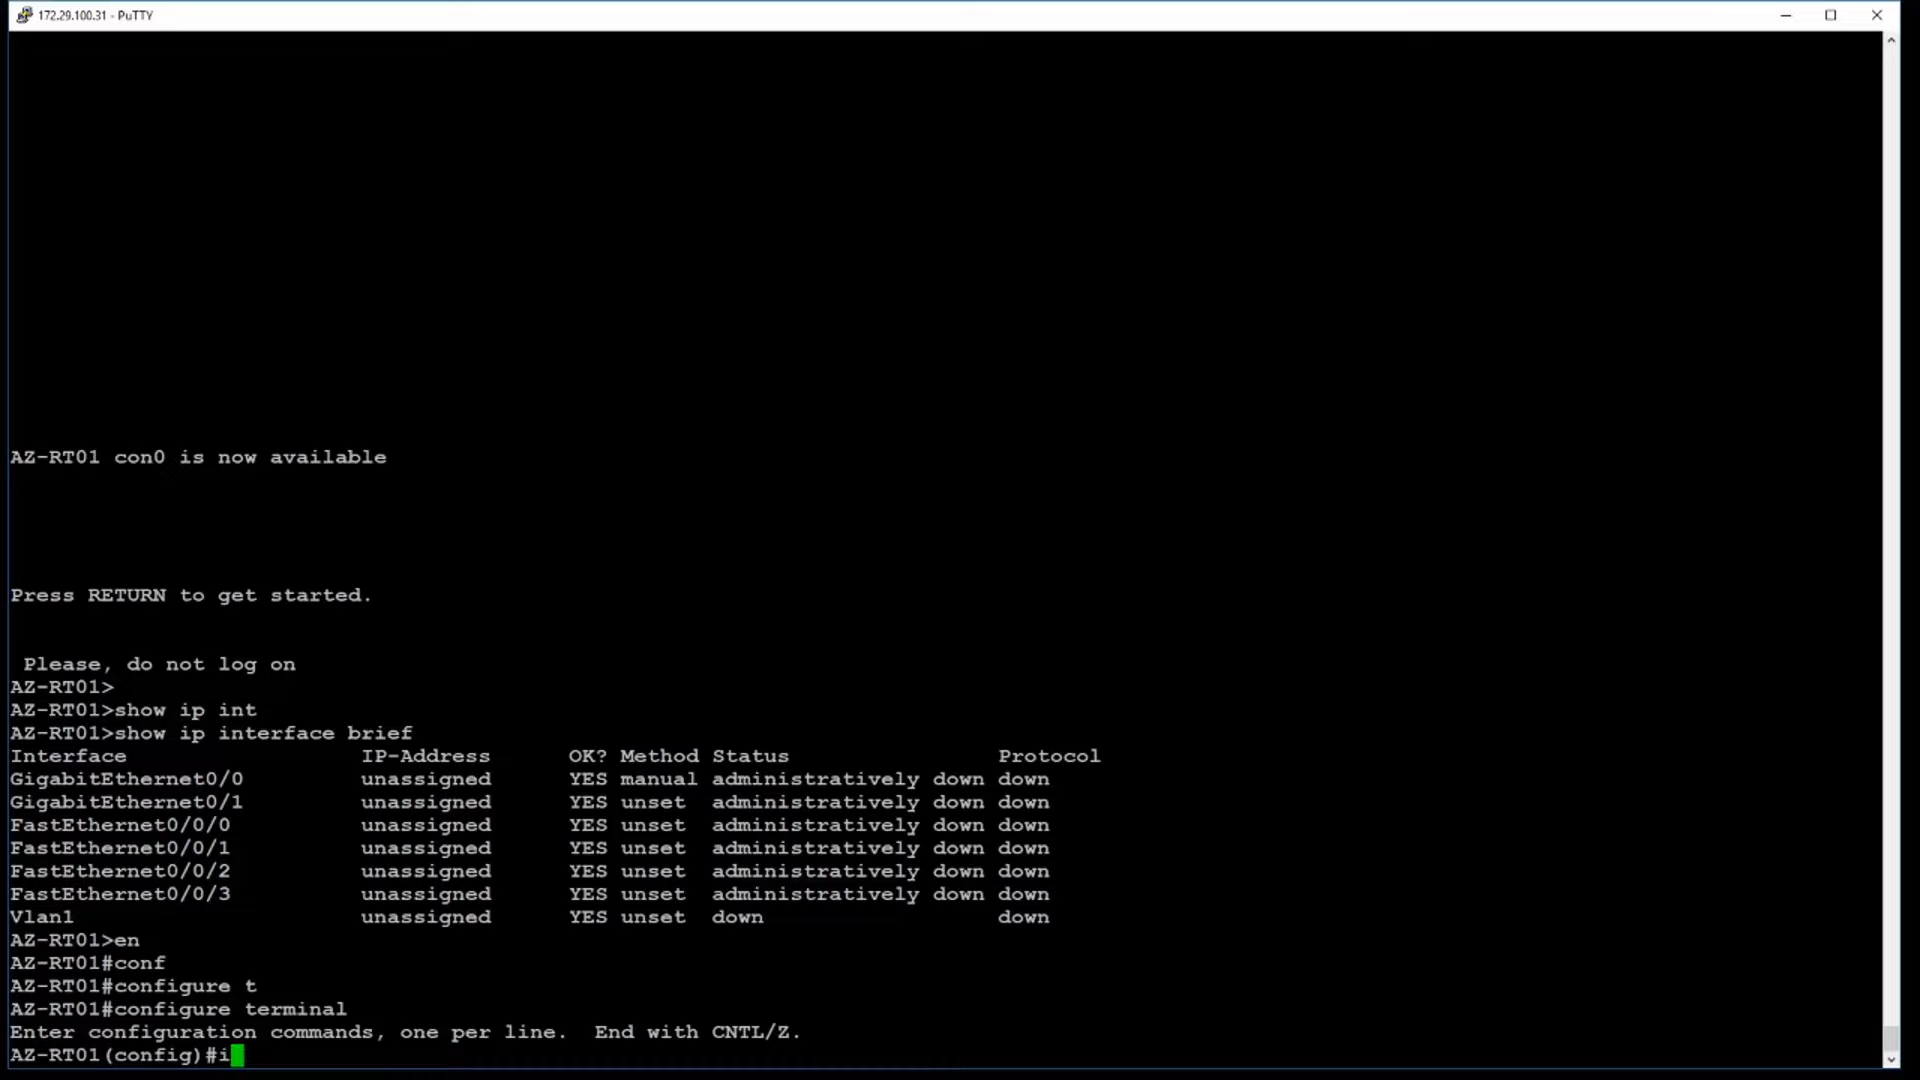 172.29.100.31 - PuTTY
AZ-RT01 con0 is now available
Press RETURN to get started.
Please, do not log on
AZ-RT01>
AZ-RT01>show ip int
AZ-RT01>show ip interface brief
Interface IP-Address OK? Method Status Protocol
GigabitEthernet0/0 unassigned YES manual administratively down down
GigabitEthernet0/1 unassigned YES unset administratively down down
FastEthernet0/0/0 unassigned YES unset administratively down down
FastEthernet0/0/1 unassigned YES unset administratively down down
FastEthernet0/0/2 unassigned YES unset administratively down down
FastEthernet0/0/3 unassigned YES unset administratively down down
Vlan1 unassigned YES unset down down
AZ-RT01>en
AZ-RT01#conf
AZ-RT01#configure t
AZ-RT01#configure terminal
Enter configuration commands, one per line. End with CNTL/Z.
AZ-RT01(config)#i